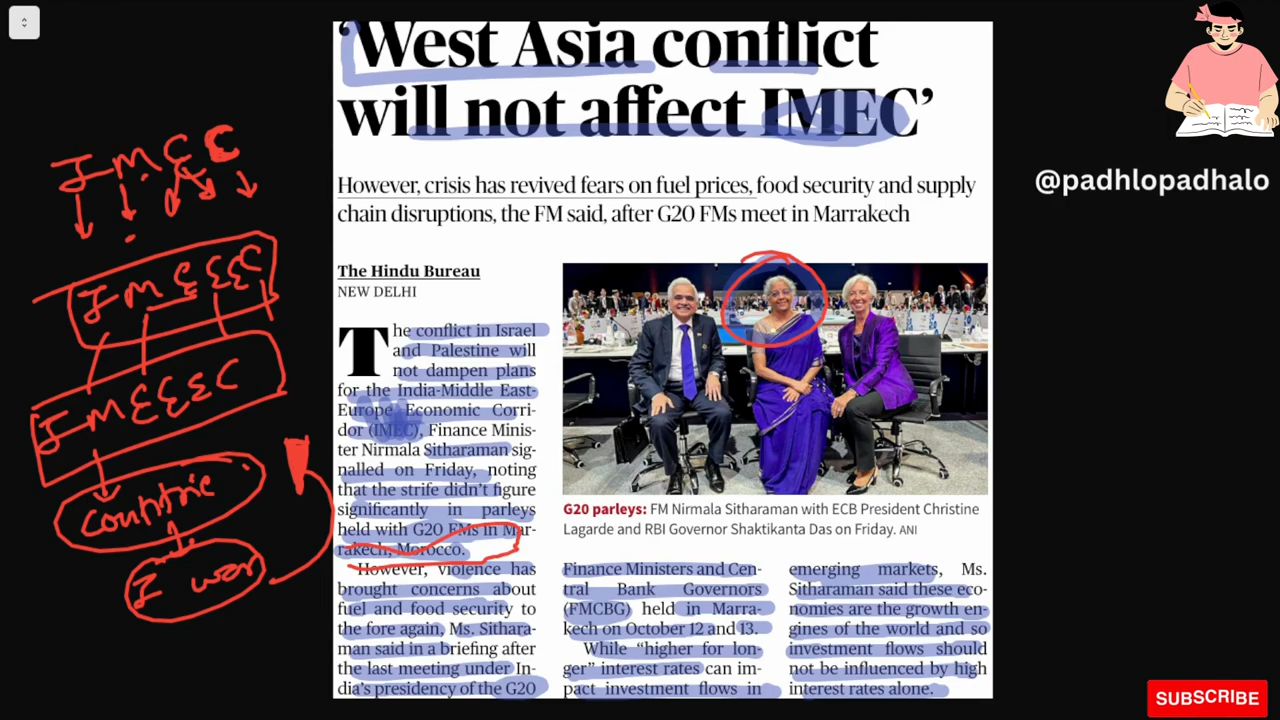 ‘West Asia conflict
will not affect IMEC’
However, crisis has revived fears on fuel prices, food security and supply
chain disruptions, the FM said, after G20 FMs meet in Marrakech
The Hindu Bureau
NEW DELHI
The conflict in Israel
and Palestine will
not dampen plans
for the India-Middle East-
Europe Economic Corri-
dor (IMEC), Finance Minis-
ter Nirmala Sitharaman sig-
nalled on Friday, noting
that the strife didn’t figure
significantly in parleys
held with G20 FMs in Mar-
rakech, Morocco.
However, violence has
brought concerns about
fuel and food security to
the fore again, Ms. Sithara-
man said in a briefing after
the last meeting under In-
dia’s presidency of the G20
G20 parleys: FM Nirmala Sitharaman with ECB President Christine
Lagarde and RBI Governor Shaktikanta Das on Friday. ANI
Finance Ministers and Cen-
tral Bank Governors
(FMCBG) held in Marra-
kech on October 12 and 13.
While “higher for lon-
ger” interest rates can im-
pact investment flows in
emerging markets, Ms.
Sitharaman said these eco-
nomies are the growth en-
gines of the world and so
investment flows should
not be influenced by high
interest rates alone.
IMEC
IMEEC
IMEEC
Countrie
I war
@padhlopadhalo
SUBSCRIBE